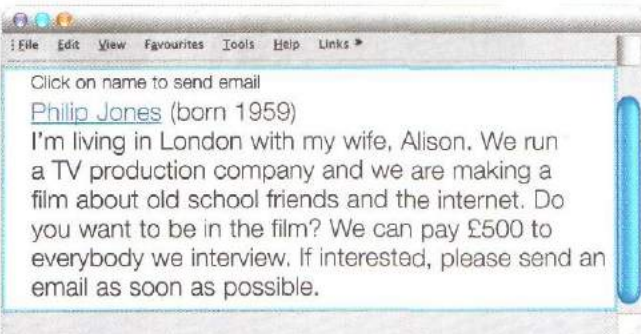 File Edit View Favourites Tools Help Links
Click on name to send email
Philip Jones (born 1959)
I'm living in London with my wife, Alison. We run
a TV production company and we are making a
film about old school friends and the internet. Do
you want to be in the film? We can pay £500 to
everybody we interview. If interested, please send an
email as soon as possible.